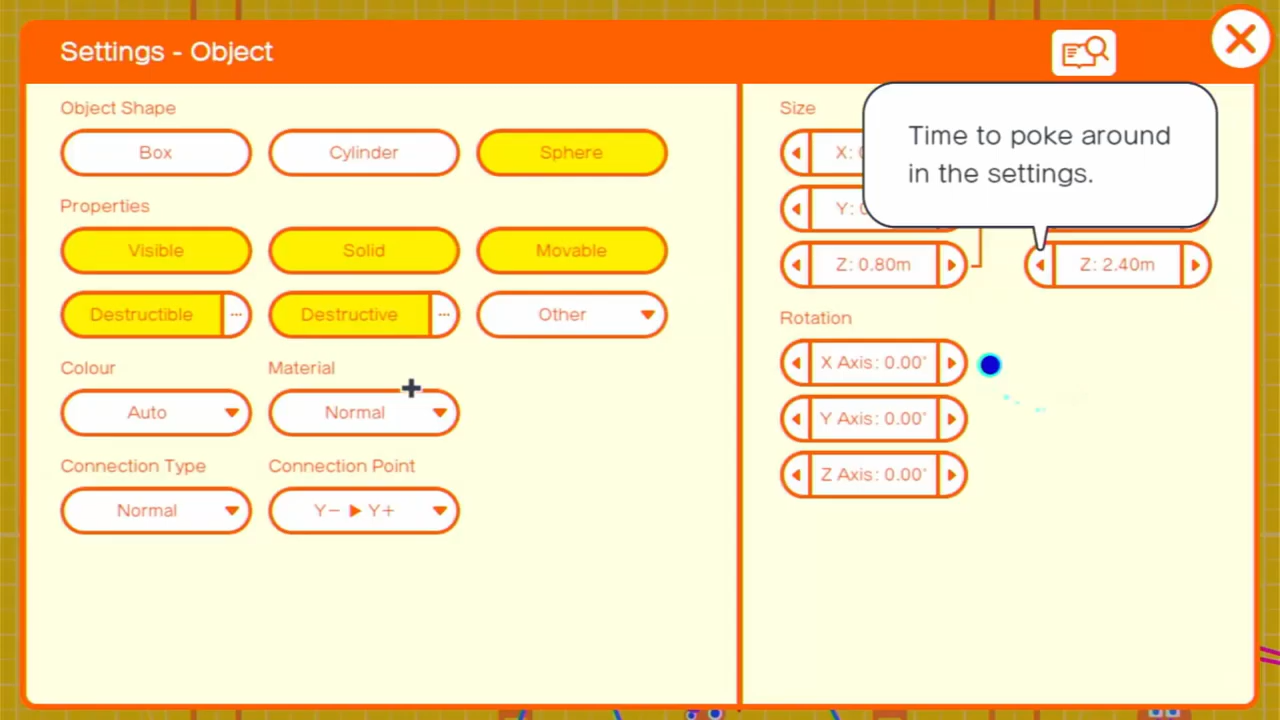 Settings - Object
Object Shape
Box Cylinder Sphere
Properties
Visible Solid Movable
Destructible ... Destructive ... Other
Colour Material
Auto Normal
Connection Type Connection Point
Normal Y- ▶ Y+
Size
X:
Y:
Z: 0.80m Z: 2.40m
Time to poke around
in the settings.
Rotation
X Axis: 0.00°
Y Axis: 0.00°
Z Axis: 0.00°